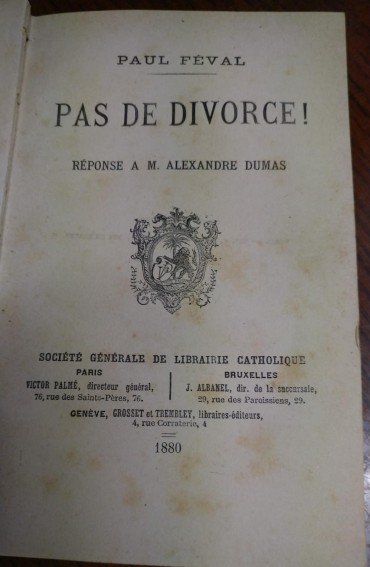 PAUL FÉVAL
PAS DE DIVORCE!
RÉPONSE A M. ALEXANDRE DUMAS
SOCIÉTÉ GÉNÉRALE DE LIBRAIRIE CATHOLIQUE
PARIS
VICTOR PALMÉ, directeur général,
76, rue des Saints-Pères, 76.
BRUXELLES
J. ALBANEL, dir. de la succursale,
29, rue des Paroissiens, 29.
GENÈVE, GROSSET et TREMBLEY, libraires-éditeurs,
4, rue Corraterie, 4
1880